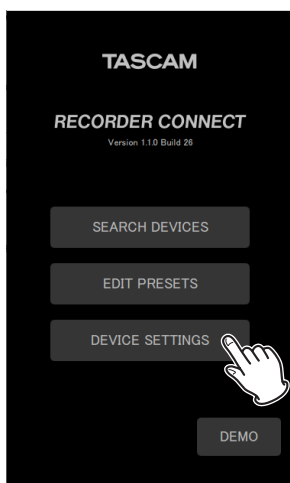 TASCAM
RECORDER CONNECT
Version 1.1.0 Build 26
SEARCH DEVICES
EDIT PRESETS
DEVICE SETTINGS
DEMO